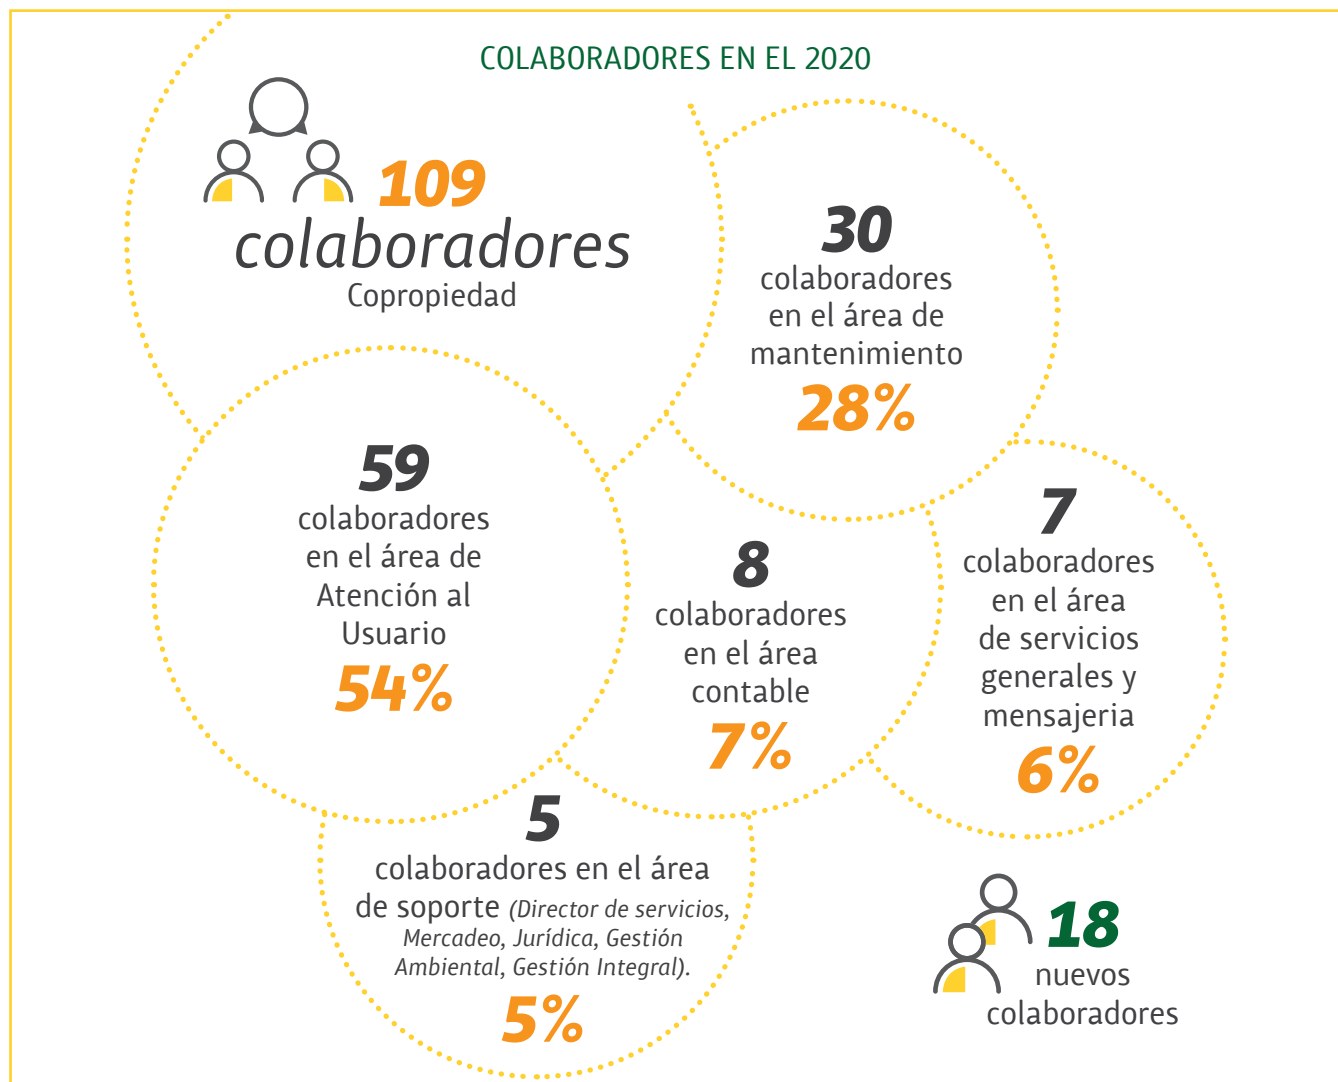 COLABORADORES EN EL 2020
109
colaboradores
Copropiedad
30
colaboradores
en el área de
mantenimiento
28%
59
colaboradores
en el área de
Atención al
Usuario
54%
8
colaboradores
en el área
contable
7%
7
colaboradores
en el área
de servicios
generales y
mensajeria
6%
5
colaboradores en el área
de soporte (Director de servicios,
Mercadeo, Jurídica, Gestión
Ambiental, Gestión Integral).
5%
18
nuevos
colaboradores